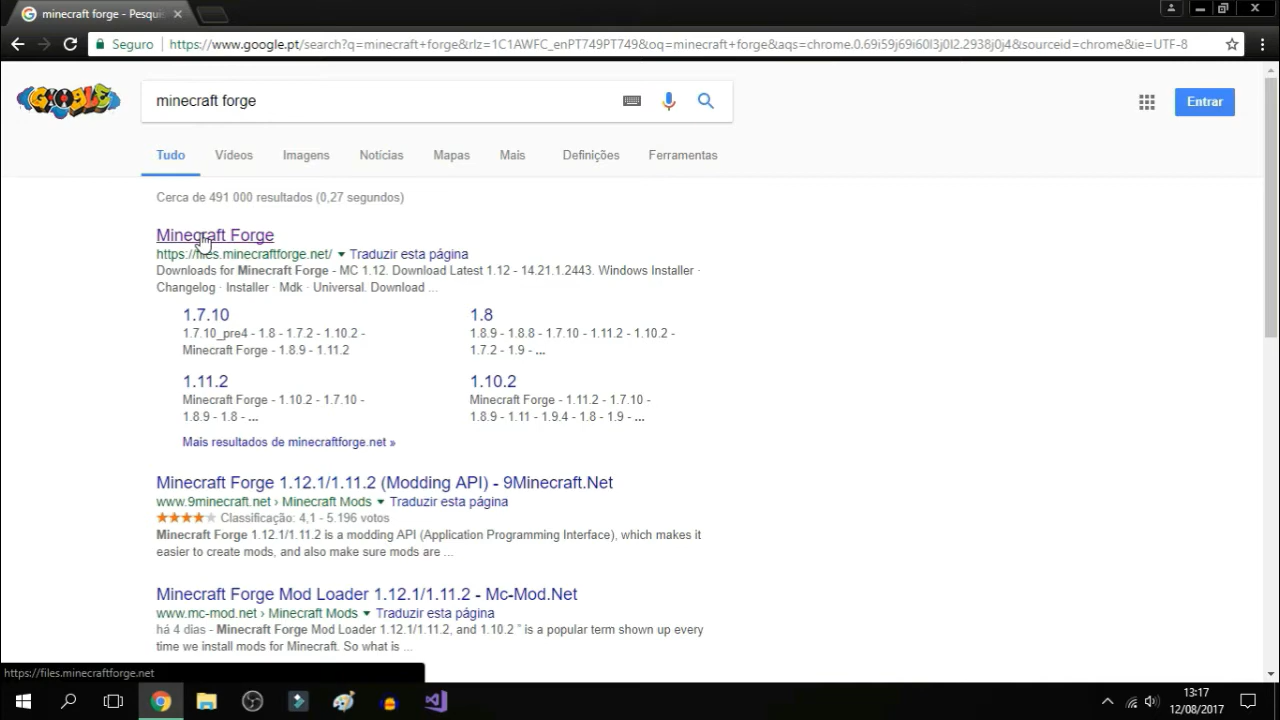 minecraft forge - Pesqui
Seguro
https://www.google.pt/search?q=minecraft+forge&rlz=1C1AWFC_enPT749PT749&oq=minecraft+forge&aqs=chrome.0.69i59j69i60l3j0l2.2938j0j4&sourceid=chrome&ie=UTF-8
GOOGLE
minecraft forge
Entrar
Tudo Vídeos Imagens Notícias Mapas Mais Definições Ferramentas
Cerca de 491 000 resultados (0,27 segundos)
Minecraft Forge
https://files.minecraftforge.net/ Traduzir esta página
Downloads for Minecraft Forge - MC 1.12. Download Latest 1.12 - 14.21.1.2443. Windows Installer ·
Changelog · Installer · Mdk · Universal. Download ...
1.7.10
1.7.10_pre4 - 1.8 - 1.7.2 - 1.10.2 -
Minecraft Forge - 1.8.9 - 1.11.2
1.8
1.8.9 - 1.8.8 - 1.7.10 - 1.11.2 - 1.10.2 -
1.7.2 - 1.9 - ...
1.11.2
Minecraft Forge - 1.10.2 - 1.7.10 -
1.8.9 - 1.8 - ...
1.10.2
Minecraft Forge - 1.11.2 - 1.7.10 -
1.8.9 - 1.11 - 1.9.4 - 1.8 - 1.9 - ...
Mais resultados de minecraftforge.net »
Minecraft Forge 1.12.1/1.11.2 (Modding API) - 9Minecraft.Net
www.9minecraft.net › Minecraft Mods Traduzir esta página
Classificação: 4,1 - 5.196 votos
Minecraft Forge 1.12.1/1.11.2 is a modding API (Application Programming Interface), which makes it
easier to create mods, and also make sure mods are ...
Minecraft Forge Mod Loader 1.12.1/1.11.2 - Mc-Mod.Net
www.mc-mod.net › Minecraft Mods Traduzir esta página
há 4 dias - Minecraft Forge Mod Loader 1.12.1/1.11.2, and 1.10.2 " is a popular term shown up every
time we install mods for Minecraft. So what is ...
https://files.minecraftforge.net
13:17
12/08/2017